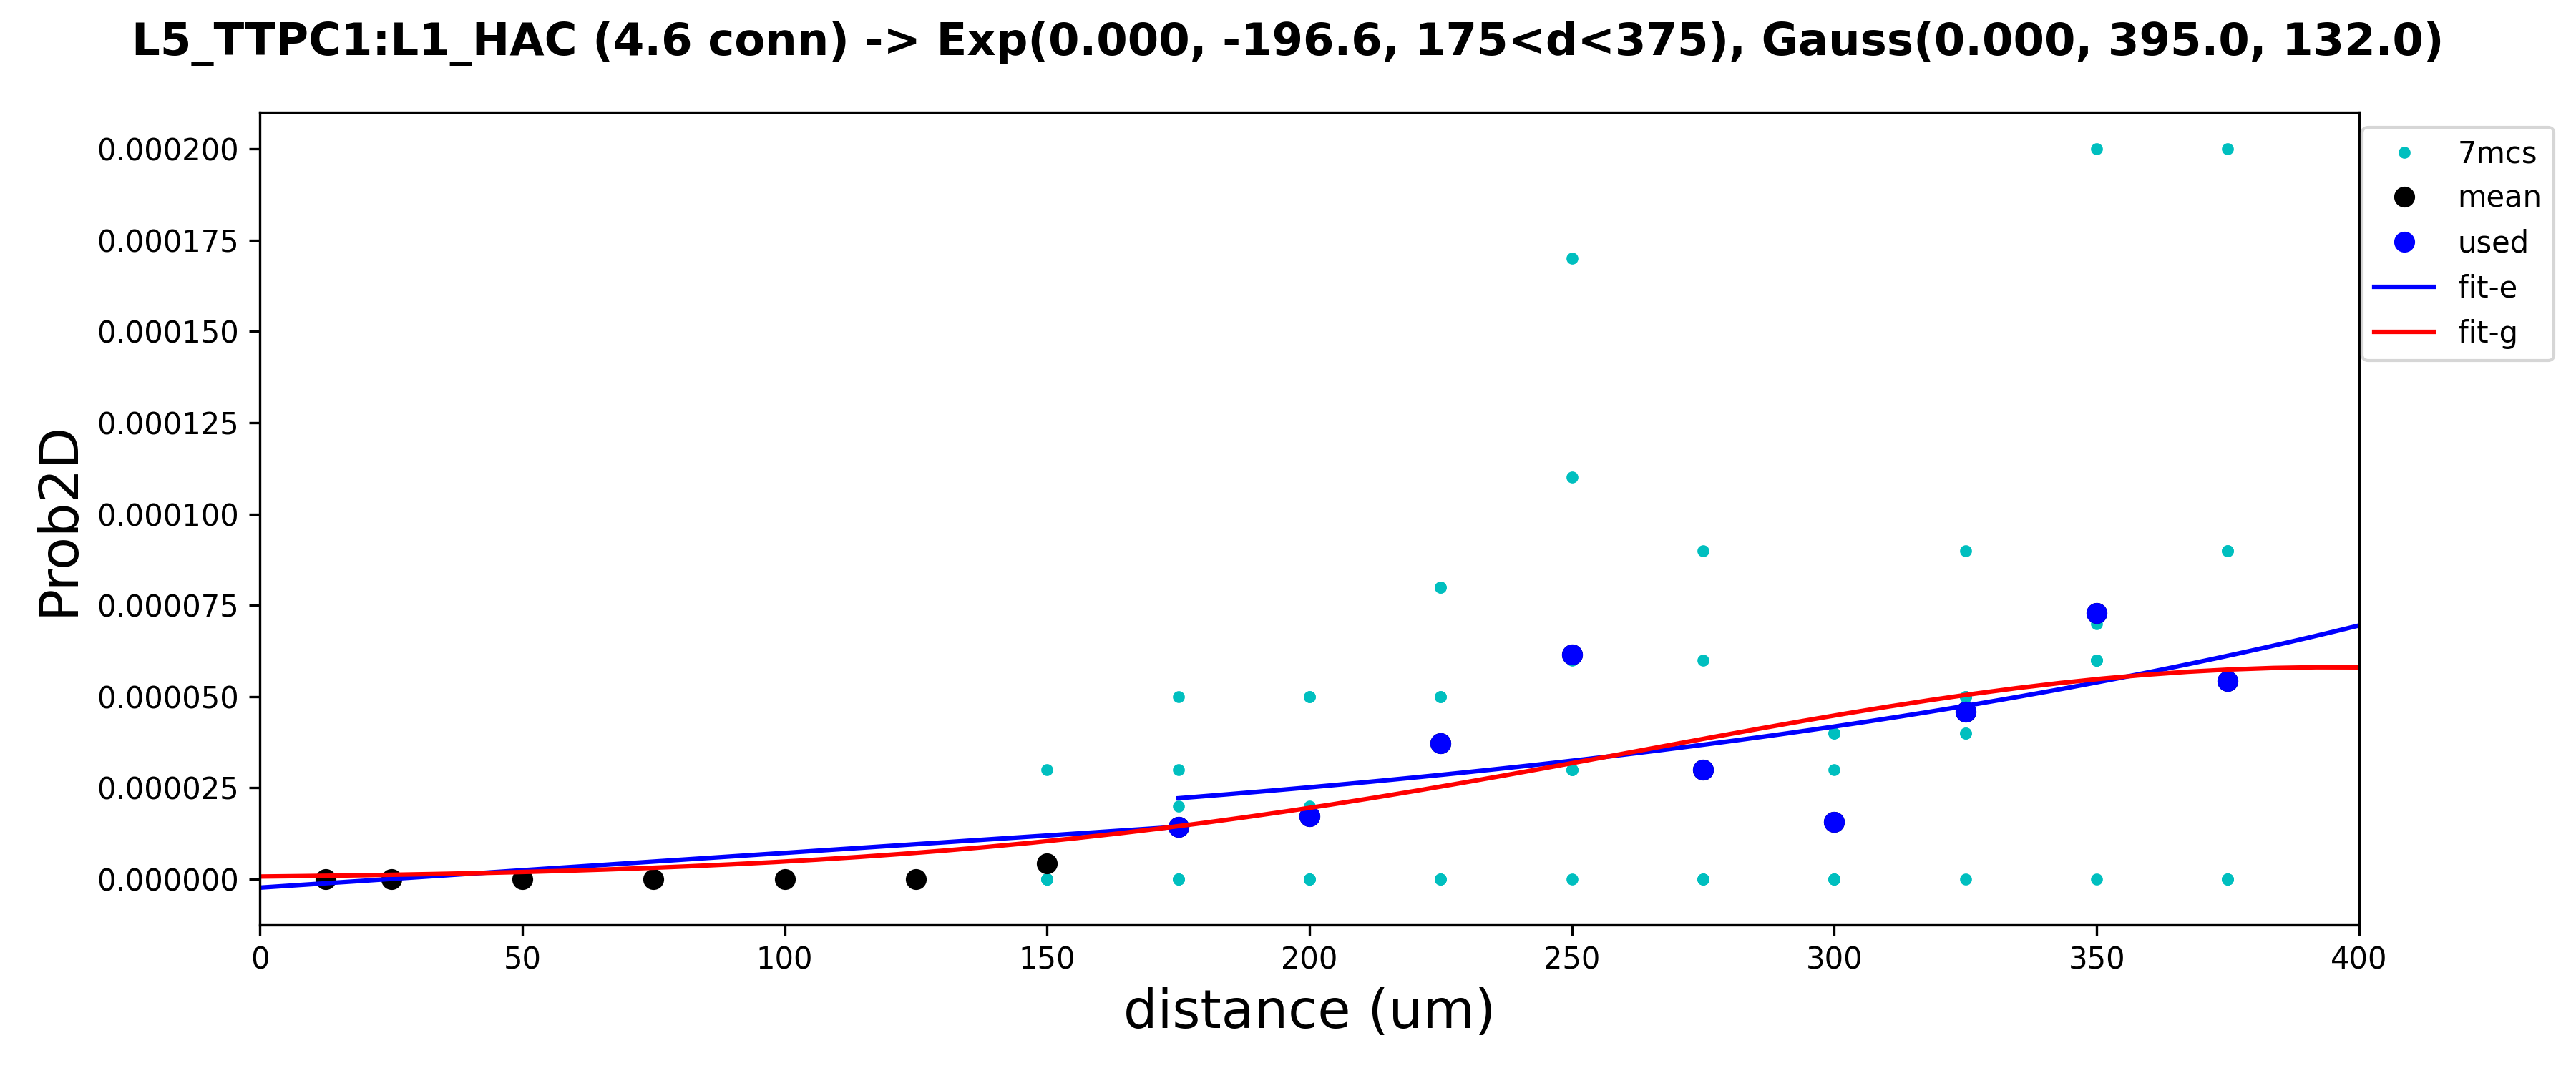 L5_TTPC1:L1_HAC (4.6 conn) -> Exp(0.000, -196.6, 175<d<375), Gauss(0.000, 395.0, 132.0)
0.000200
0.000175
0.000150
0.000125
0.000100
0.000075
0.000050
0.000025
0.000000
Prob2D
0 50 100 150 200 250 300 350 400
distance (um)
7mcs
mean
used
fit-e
fit-g